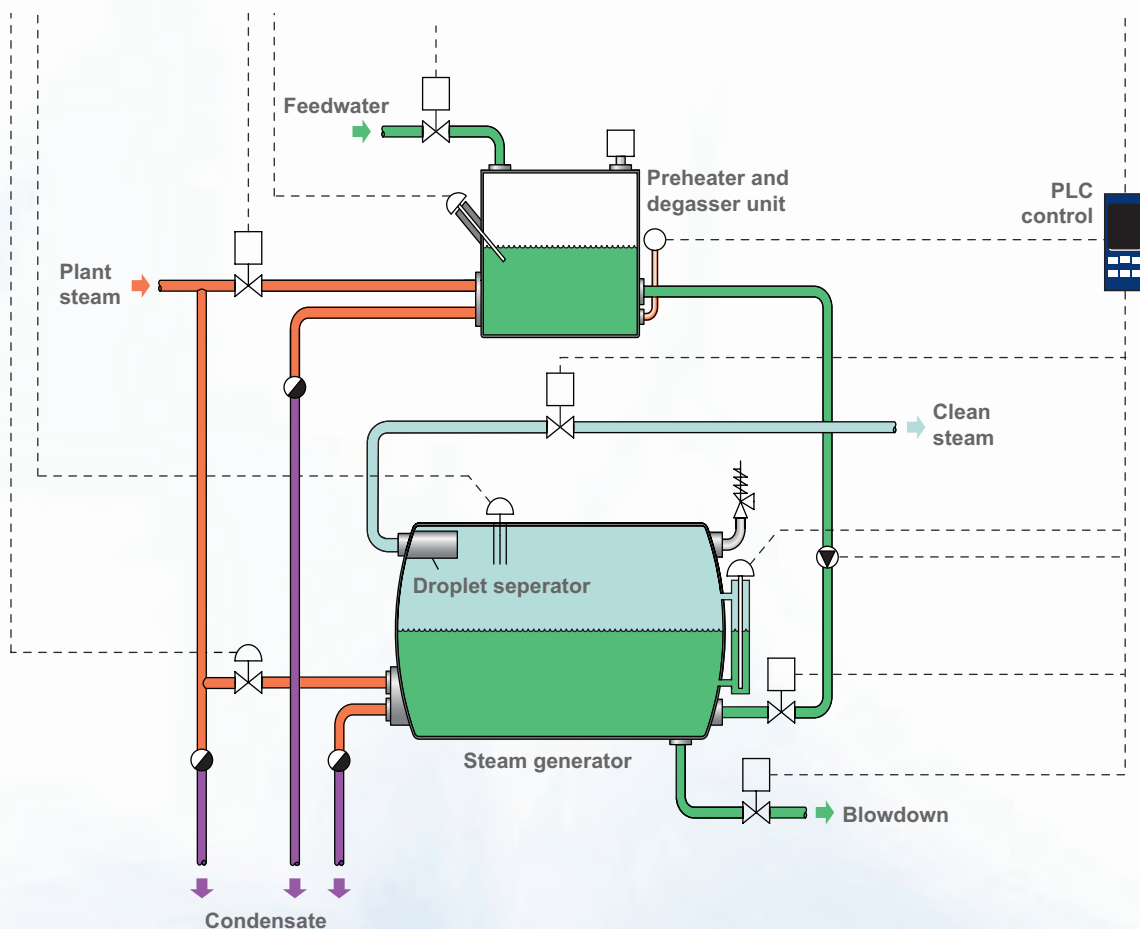 Feedwater
Preheater and
degasser unit
PLC
control
Plant
steam
Clean
steam
Droplet seperator
Steam generator
Blowdown
Condensate